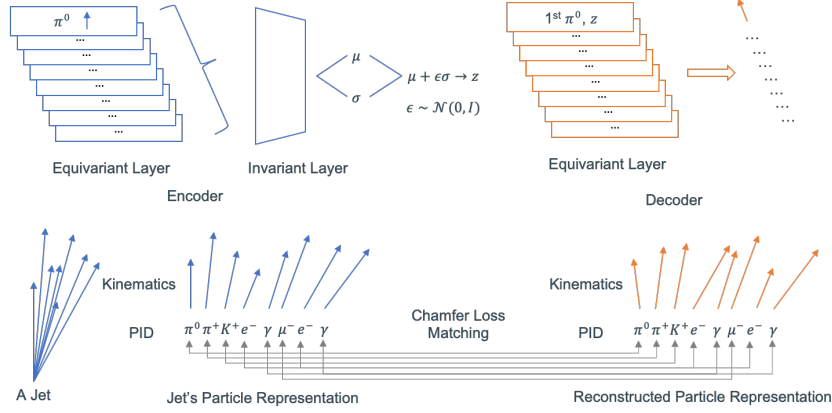 π⁰
...
...
...
...
...
...
...
μ
σ
μ + ϵσ → z
ϵ ~ 𝒩(0, I)
1ˢᵗ π⁰, z
...
...
...
...
...
...
...
...
...
...
...
...
...
...
Equivariant Layer
Invariant Layer
Encoder
Equivariant Layer
Decoder
Kinematics
PID
π⁰ π⁺ K⁺ e⁻ γ μ⁻ e⁻ γ
Chamfer Loss
Matching
Kinematics
PID
π⁰ π⁺ K⁺ e⁻ γ μ⁻ e⁻ γ
A Jet
Jet's Particle Representation
Reconstructed Particle Representation